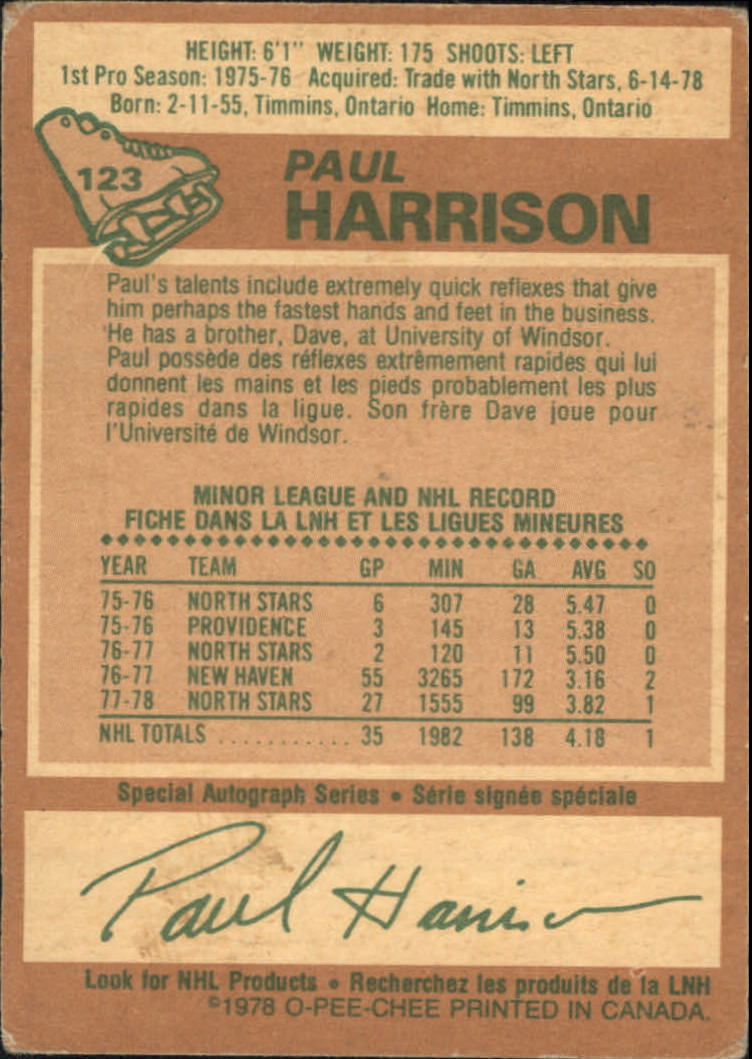 HEIGHT: 6'1" WEIGHT: 175 SHOOTS: LEFT
1st Pro Season: 1975-76 Acquired: Trade with North Stars, 6-14-78
Born: 2-11-55, Timmins, Ontario Home: Timmins, Ontario
123
PAUL
HARRISON
Paul's talents include extremely quick reflexes that give
him perhaps the fastest hands and feet in the business.
He has a brother, Dave, at University of Windsor.
Paul possède des réflexes extrêmement rapides qui lui
donnent les mains et les pieds probablement les plus
rapides dans la ligue. Son frère Dave joue pour
l'Université de Windsor.
MINOR LEAGUE AND NHL RECORD
FICHE DANS LA LNH ET LES LIGUES MINEURES
YEAR TEAM GP MIN GA AVG SO
75-76 NORTH STARS 6 307 28 5.47 0
75-76 PROVIDENCE 3 145 13 5.38 0
76-77 NORTH STARS 2 120 11 5.50 0
76-77 NEW HAVEN 55 3265 172 3.16 2
77-78 NORTH STARS 27 1555 99 3.82 1
NHL TOTALS ........... 35 1982 138 4.18 1
Special Autograph Series • Série signée spéciale
Paul Harrison
Look for NHL Products • Recherchez les produits de la LNH
©1978 O-PEE-CHEE PRINTED IN CANADA.